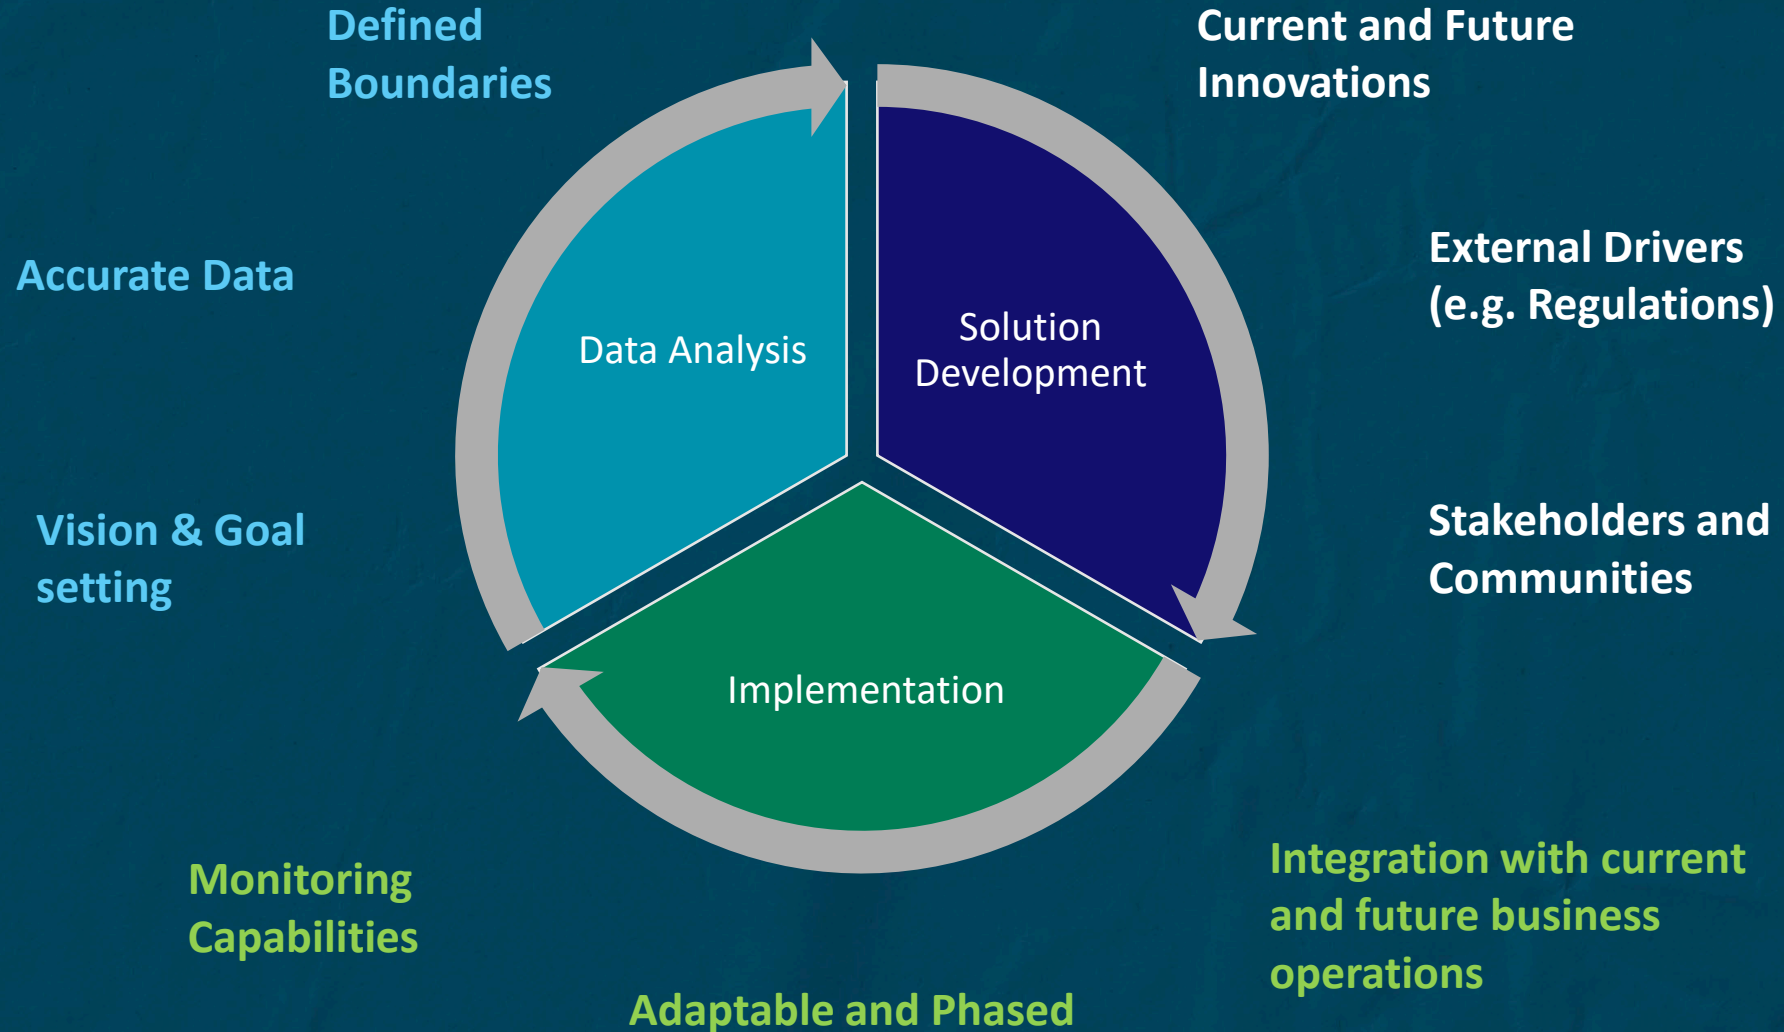 Defined
Boundaries
Current and Future
Innovations
Accurate Data
External Drivers
(e.g. Regulations)
Data Analysis
Solution
Development
Vision & Goal
setting
Stakeholders and
Communities
Implementation
Monitoring
Capabilities
Integration with current
and future business
operations
Adaptable and Phased